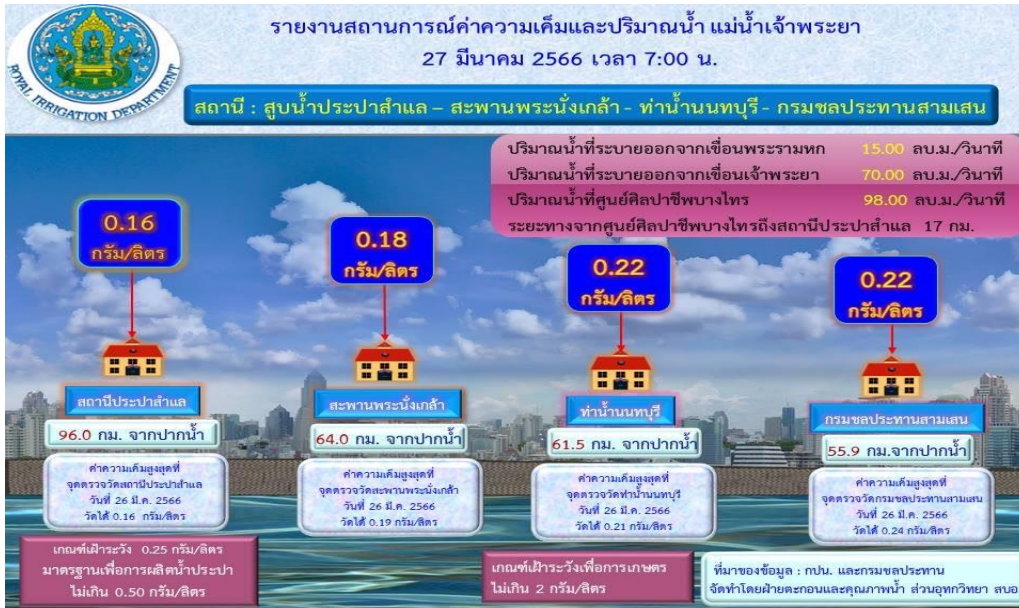 รายงานสถานการณ์ค่าความเค็มและปริมาณน้ำ แม่น้ำเจ้าพระยา
27 มีนาคม 2566 เวลา 7:00 น.
ROYAL IRRIGATION DEPARTMENT
สถานี : สูบน้ำประปาสำแล – สะพานพระนั่งเกล้า - ท่าน้ำนนทบุรี - กรมชลประทานสามเสน
ปริมาณน้ำที่ระบายออกจากเขื่อนพระรามหก 15.00 ลบ.ม./วินาที
ปริมาณน้ำที่ระบายออกจากเขื่อนเจ้าพระยา 70.00 ลบ.ม./วินาที
ปริมาณน้ำที่ศูนย์ศิลปาชีพบางไทร 98.00 ลบ.ม./วินาที
ระยะทางจากศูนย์ศิลปาชีพบางไทรถึงสถานีประปาสำแล 17 กม.
0.16
กรัม/ลิตร
สถานีประปาสำแล
96.0 กม. จากปากน้ำ
ค่าความเค็มสูงสุดที่
จุดตรวจวัดสถานีประปาสำแล
วันที่ 26 มี.ค. 2566
วัดได้ 0.16 กรัม/ลิตร
0.18
กรัม/ลิตร
สะพานพระนั่งเกล้า
64.0 กม. จากปากน้ำ
ค่าความเค็มสูงสุดที่
จุดตรวจวัดสะพานพระนั่งเกล้า
วันที่ 26 มี.ค. 2566
วัดได้ 0.19 กรัม/ลิตร
0.22
กรัม/ลิตร
ท่าน้ำนนทบุรี
61.5 กม. จากปากน้ำ
ค่าความเค็มสูงสุดที่
จุดตรวจวัดท่าน้ำนนทบุรี
วันที่ 26 มี.ค. 2566
วัดได้ 0.21 กรัม/ลิตร
0.22
กรัม/ลิตร
กรมชลประทานสามเสน
55.9 กม.จากปากน้ำ
ค่าความเค็มสูงสุดที่
จุดตรวจวัดกรมชลประทานสามเสน
วันที่ 26 มี.ค. 2566
วัดได้ 0.24 กรัม/ลิตร
เกณฑ์เฝ้าระวัง 0.25 กรัม/ลิตร
มาตรฐานเพื่อการผลิตน้ำประปา
ไม่เกิน 0.50 กรัม/ลิตร
เกณฑ์เฝ้าระวังเพื่อการเกษตร
ไม่เกิน 2 กรัม/ลิตร
ที่มาของข้อมูล : กปน. และกรมชลประทาน
จัดทำโดยฝ่ายตะกอนและคุณภาพน้ำ ส่วนอุทกวิทยา สบอ